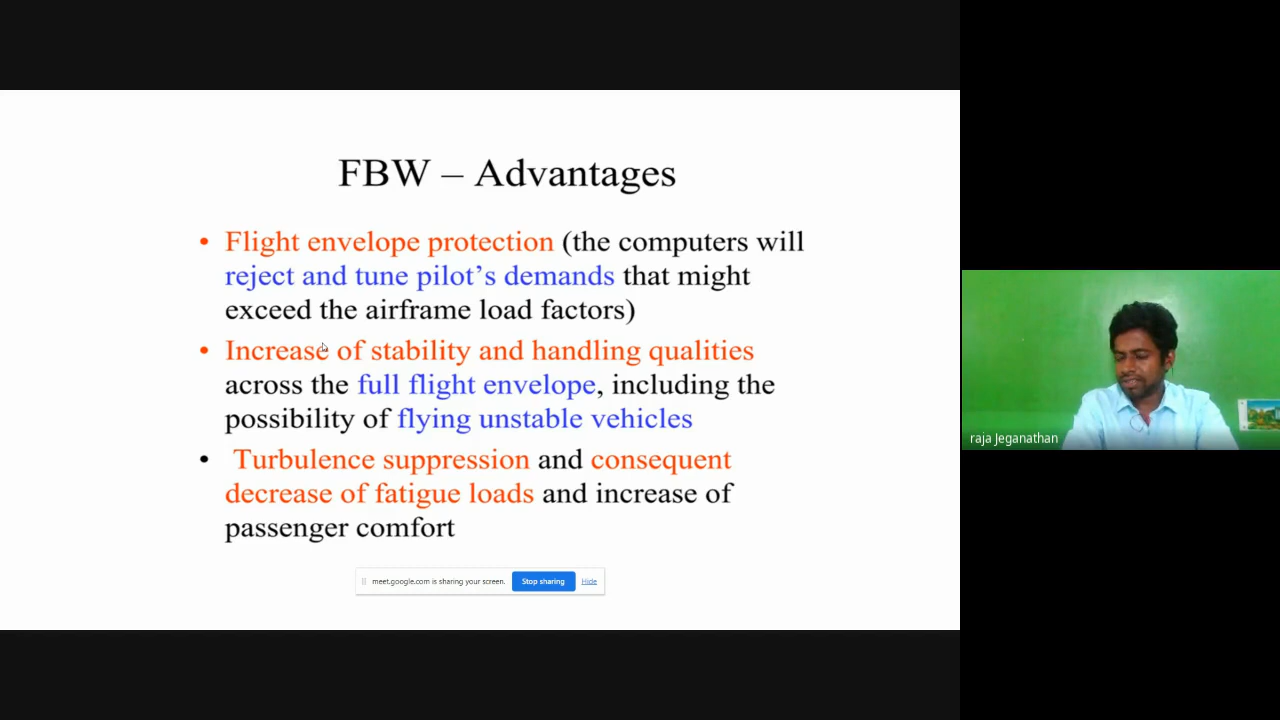 FBW – Advantages
• Flight envelope protection (the computers will
reject and tune pilot's demands that might
exceed the airframe load factors)
• Increase of stability and handling qualities
across the full flight envelope, including the
possibility of flying unstable vehicles
• Turbulence suppression and consequent
decrease of fatigue loads and increase of
passenger comfort
meet.google.com is sharing your screen. Stop sharing Hide
raja Jeganathan